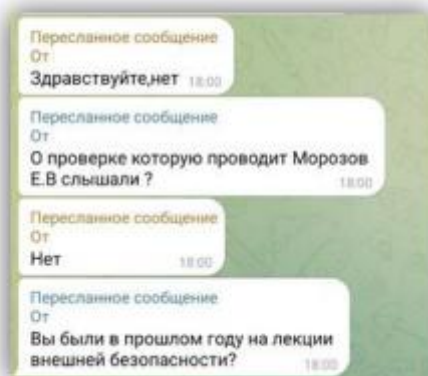 Пересланное сообщение
От
Здравствуйте,нет 18:00
Пересланное сообщение
От
О проверке которую проводит Морозов
Е.В слышали ?
18:00
Пересланное сообщение
От
Нет 18:00
Пересланное сообщение
От
Вы были в прошлом году на лекции
внешней безопасности? 18:00